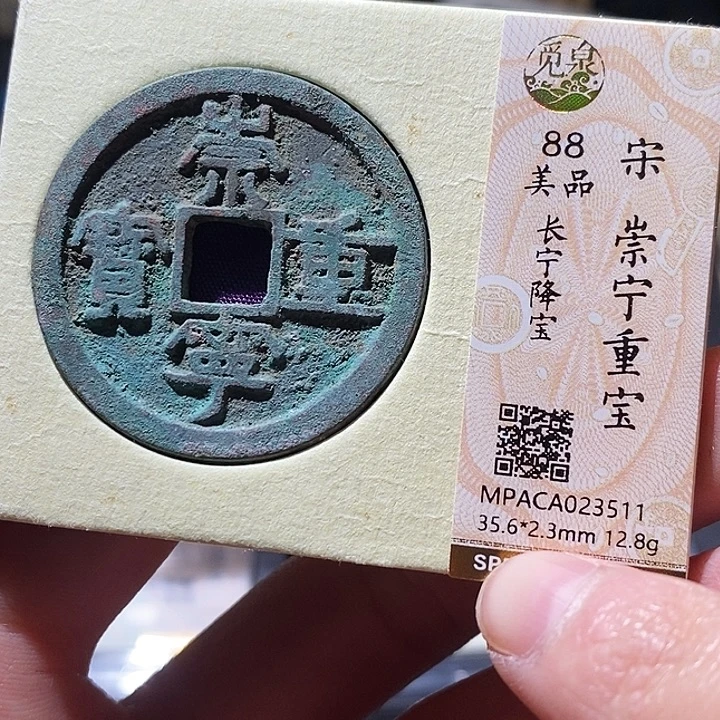 崇
重
寧
寶
觅泉
宋 崇宁重宝
88
美品
长宁降宝
MPACA023511
35.6*2.3mm 12.8g
SP